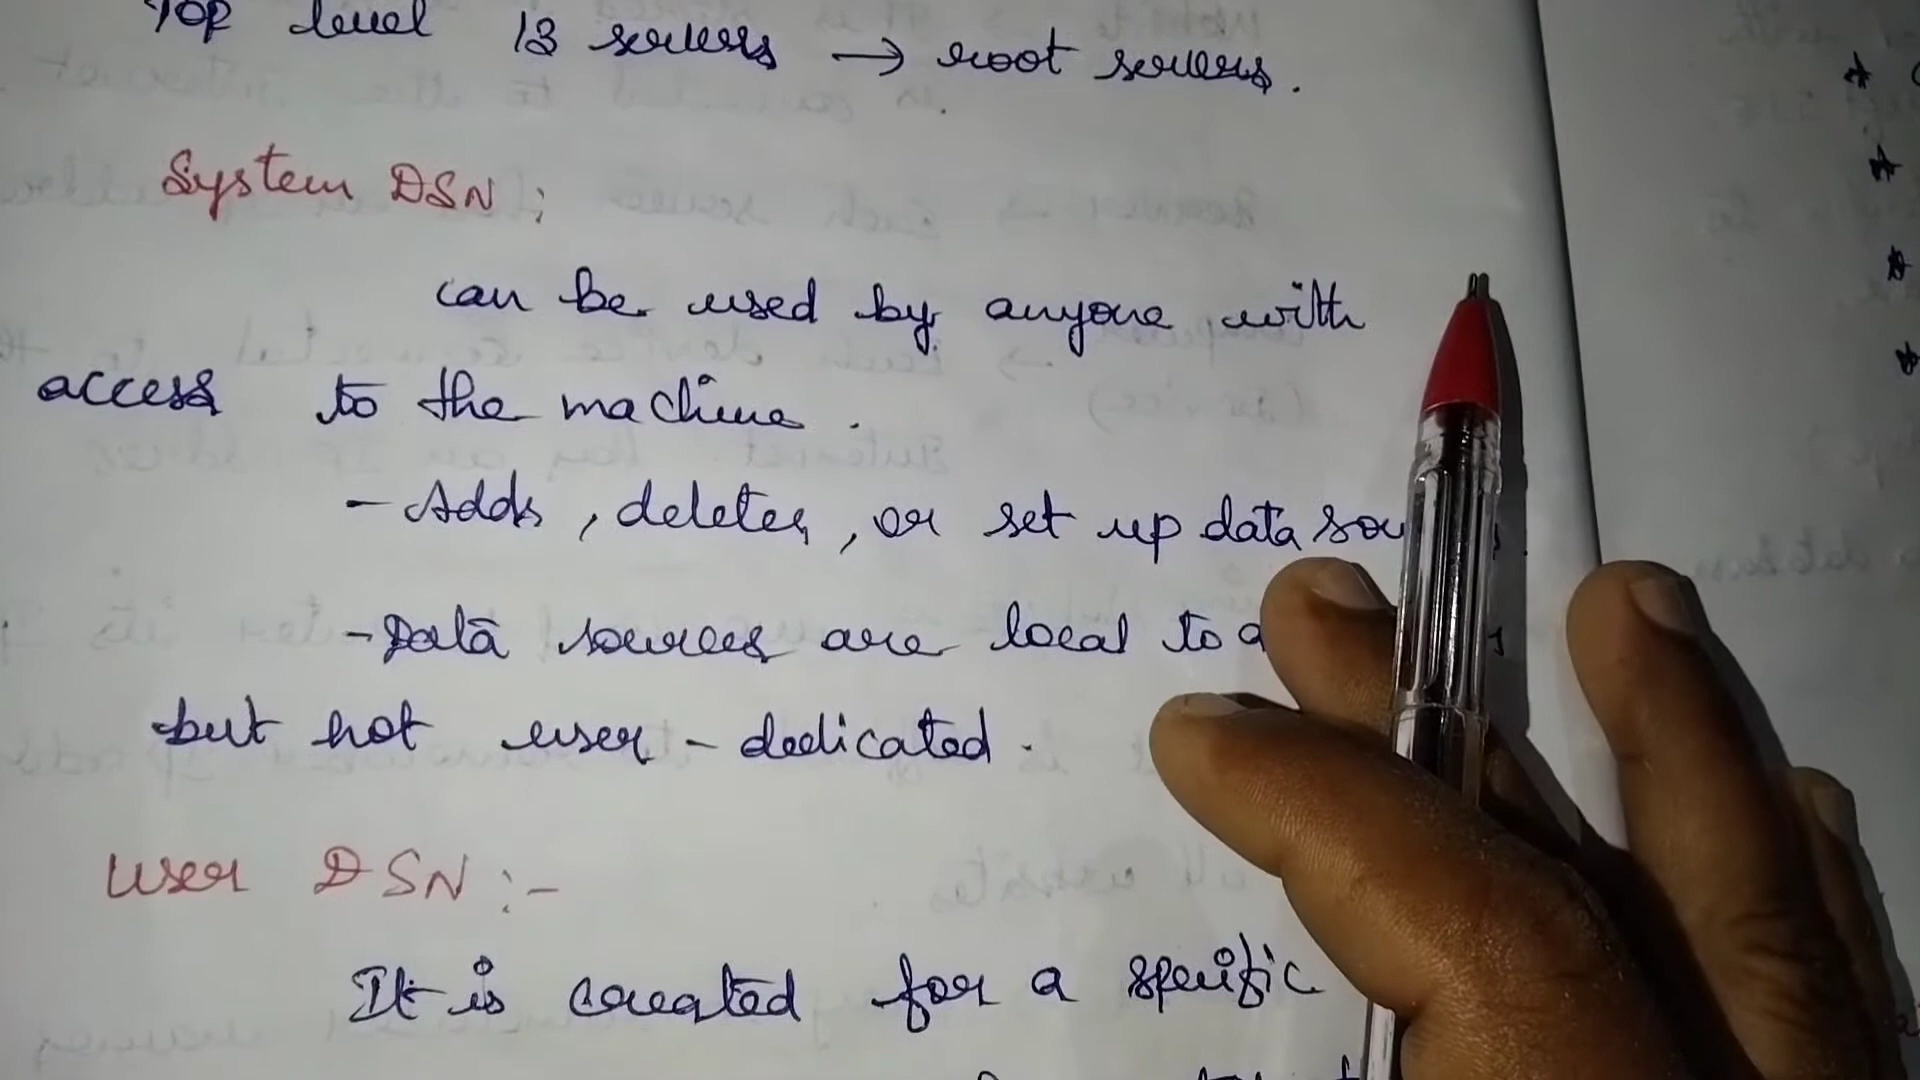 Top level 13 servers → root servers.
System DSN:
can be used by anyone with
access to the machine.
- Adds, deletes, or set up data
- Data sources are local to a
but not user - dedicated.
User DSN :-
It is created for a specific